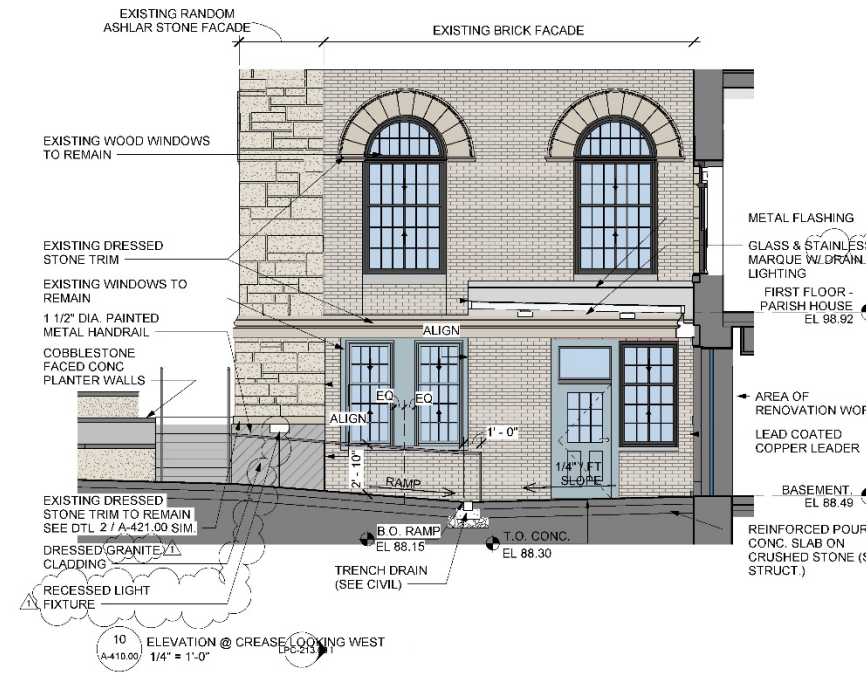 EXISTING RANDOM
ASHLAR STONE FACADE
EXISTING BRICK FACADE
EXISTING WOOD WINDOWS
TO REMAIN
EXISTING DRESSED
STONE TRIM
EXISTING WINDOWS TO
REMAIN
1 1/2" DIA. PAINTED
METAL HANDRAIL
COBBLESTONE
FACED CONC
PLANTER WALLS
METAL FLASHING
GLASS & STAINLESS
MARQUE W/ DRAIN
LIGHTING
FIRST FLOOR -
PARISH HOUSE
EL 98.92
ALIGN
EQ EQ
ALIGN
1' - 0"
2' - 10"
RAMP
1/4" / FT
SLOPE
AREA OF
RENOVATION WOR
LEAD COATED
COPPER LEADER
BASEMENT.
EL 88.49
REINFORCED POUR
CONC. SLAB ON
CRUSHED STONE (S
STRUCT.)
EXISTING DRESSED
STONE TRIM TO REMAIN
SEE DTL 2 / A-421.00 SIM.
DRESSED GRANITE 1
CLADDING
RECESSED LIGHT
1 FIXTURE
B.O. RAMP
EL 88.15
T.O. CONC.
EL 88.30
TRENCH DRAIN
(SEE CIVIL)
10
A-410.00
ELEVATION @ CREASE LOOKING WEST
1/4" = 1'-0"